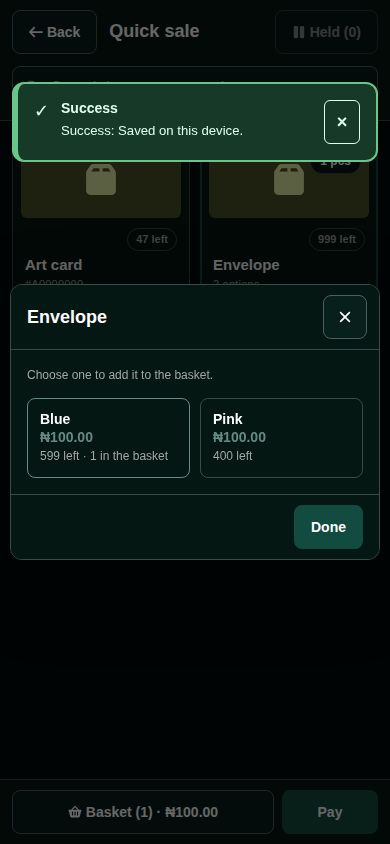 Back
Quick sale
Held (0)
✓ Success
×
Success: Saved on this device.
1 pcs
47 left
999 left
Art card
Envelope
#A0000000
2 options
Envelope
×
Choose one to add it to the basket.
Blue
₦100.00
599 left · 1 in the basket
Pink
₦100.00
400 left
Done
Basket (1) · ₦100.00
Pay